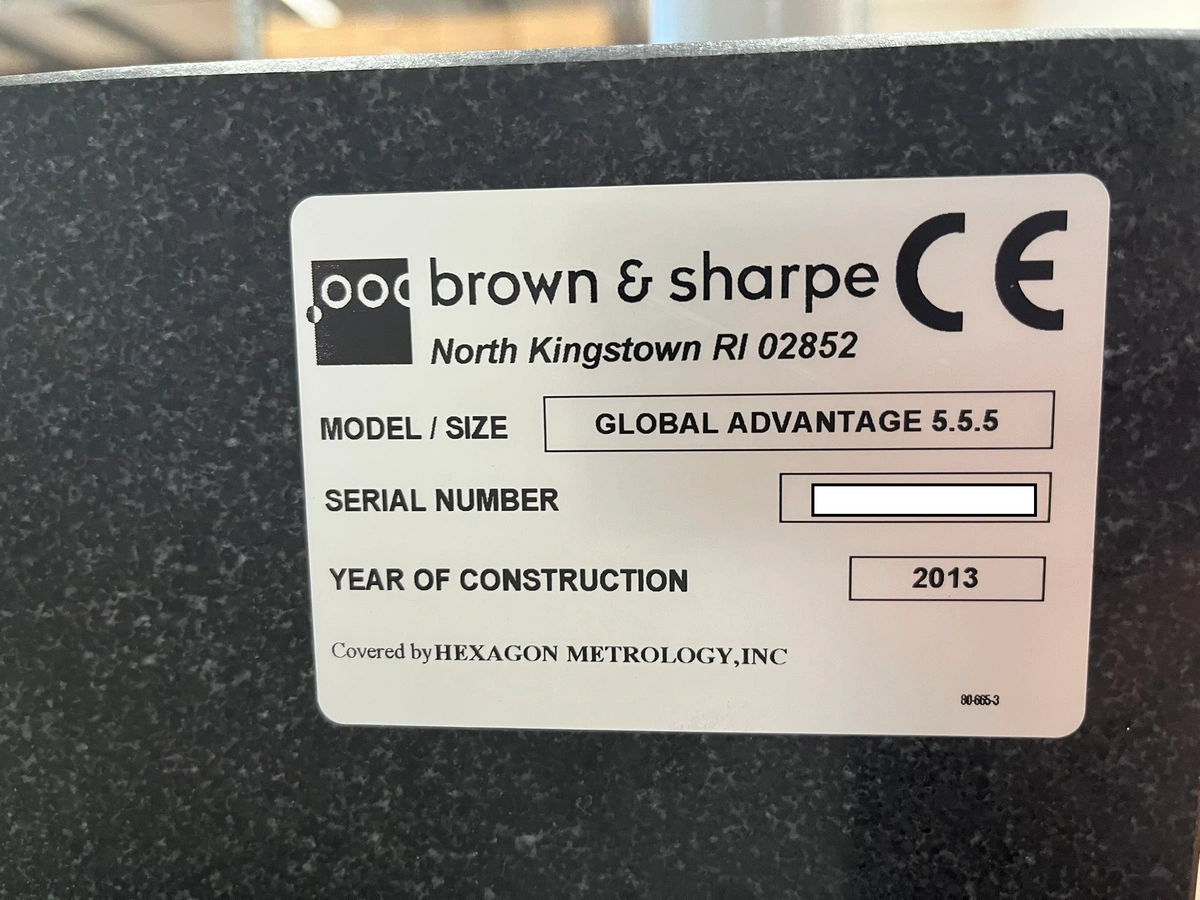 brown & sharpe CE
North Kingstown RI 02852
MODEL / SIZE GLOBAL ADVANTAGE 5.5.5
SERIAL NUMBER
YEAR OF CONSTRUCTION 2013
Covered by HEXAGON METROLOGY,INC
80-665-3